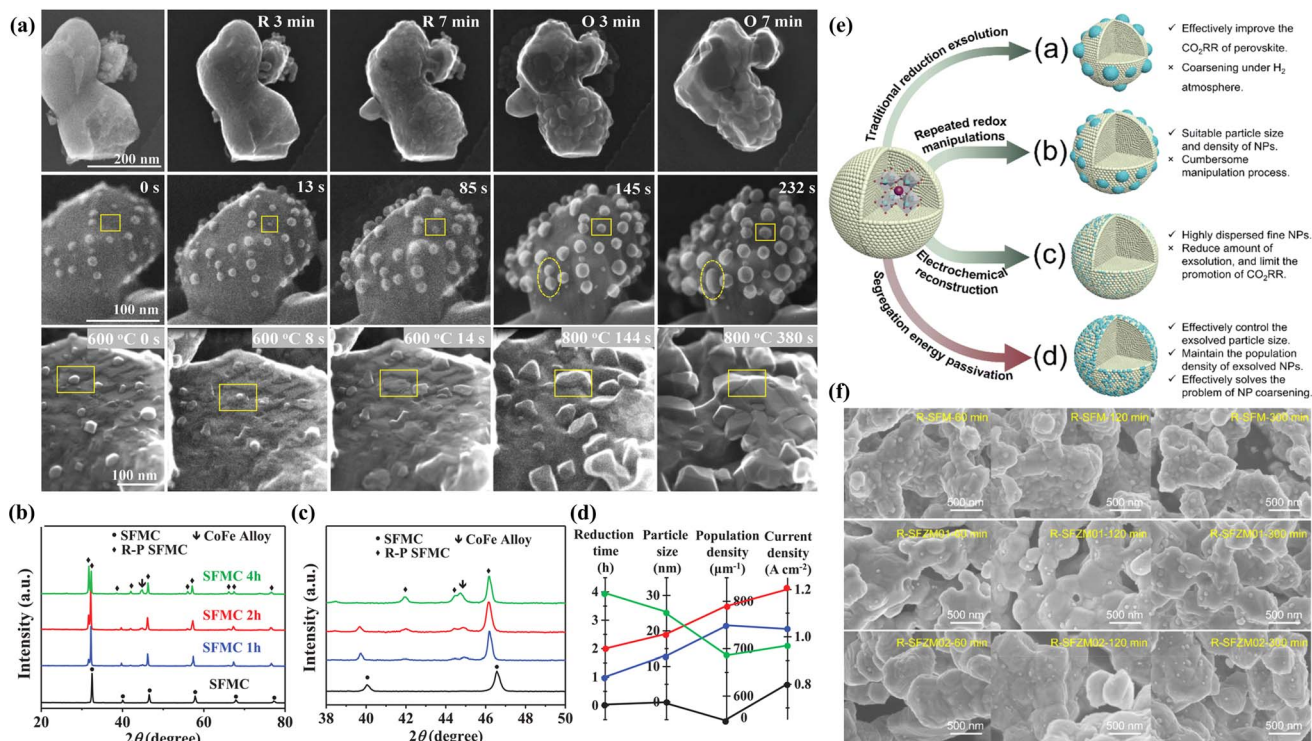 (a)
R 3 min
R 7 min
O 3 min
O 7 min
200 nm
0 s
13 s
85 s
145 s
232 s
100 nm
600 °C 0 s
600 °C 8 s
600 °C 14 s
800 °C 144 s
800 °C 380 s
100 nm
(b)
Intensity (a.u.)
SFMC
CoFe Alloy
R-P SFMC
SFMC 4h
SFMC 2h
SFMC 1h
SFMC
20 40 60 80
2θ (degree)
(c)
Intensity (a.u.)
SFMC
CoFe Alloy
R-P SFMC
38 40 42 44 46 48 50
2θ (degree)
(d)
Reduction time (h)
Particle size (nm)
Population density (μm⁻¹)
Current density (A cm⁻²)
4
3
2
1
0
30
20
10
0
800
700
600
0
1.2
1.0
0.8
(e)
Traditional reduction exsolution
Repeated redox manipulations
Electrochemical reconstruction
Segregation energy passivation
(a)
✓ Effectively improve the
CO₂RR of perovskite.
× Coarsening under H₂
atmosphere.
(b)
✓ Suitable particle size
and density of NPs.
× Cumbersome
manipulation process.
(c)
✓ Highly dispersed fine NPs.
× Reduce amount of
exsolution, and limit the
promotion of CO₂RR.
(d)
✓ Effectively control the
exsolved particle size.
✓ Maintain the population
density of exsolved NPs.
✓ Effectively solves the
problem of NP coarsening.
(f)
R-SFM-60 min
R-SFM-120 min
R-SFM-300 min
500 nm
500 nm
500 nm
R-SFZM01-60 min
R-SFZM01-120 min
R-SFZM01-300 min
500 nm
500 nm
500 nm
R-SFZM02-60 min
R-SFZM02-120 min
R-SFZM02-300 min
500 nm
500 nm
500 nm